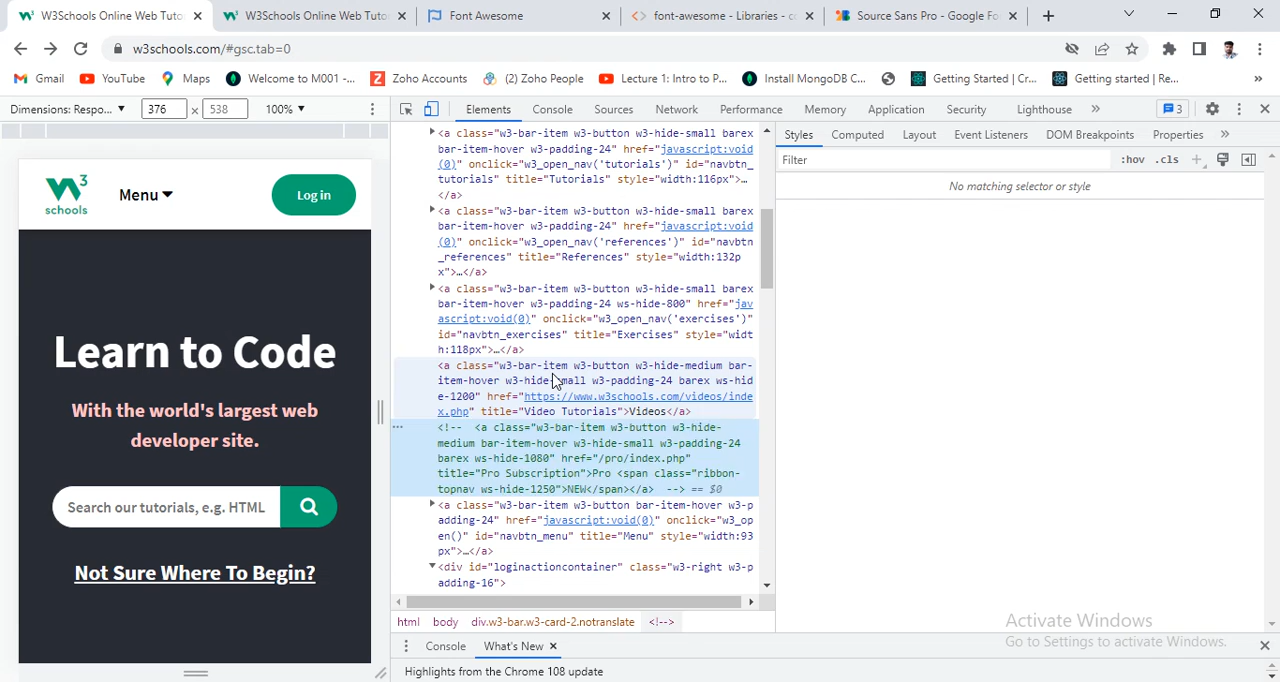 W3Schools Online Web Tuto
W3Schools Online Web Tuto
Font Awesome
font-awesome - Libraries - c
Source Sans Pro - Google Fo
w3schools.com/#gsc.tab=0
Gmail
YouTube
Maps
Welcome to M001 -...
Zoho Accounts
(2) Zoho People
Lecture 1: Intro to P...
Install MongoDB C...
Getting Started | Cr...
Getting started | Re...
»
Dimensions: Respo... 376 x 538 100%
Elements Console Sources Network Performance Memory Application Security Lighthouse » 3
W3
schools
Menu
Log in
Learn to Code
With the world's largest web
developer site.
Search our tutorials, e.g. HTML
Not Sure Where To Begin?
<a class="w3-bar-item w3-button w3-hide-small barex
bar-item-hover w3-padding-24" href="javascript:void
(0)" onclick="w3_open_nav('tutorials')" id="navbtn_
tutorials" title="Tutorials" style="width:116px">…
</a>
<a class="w3-bar-item w3-button w3-hide-small barex
bar-item-hover w3-padding-24" href="javascript:void
(0)" onclick="w3_open_nav('references')" id="navbtn
_references" title="References" style="width:132p
x">…</a>
<a class="w3-bar-item w3-button w3-hide-small barex
bar-item-hover w3-padding-24 ws-hide-800" href="jav
ascript:void(0)" onclick="w3_open_nav('exercises')"
id="navbtn_exercises" title="Exercises" style="widt
h:118px">…</a>
<a class="w3-bar-item w3-button w3-hide-medium bar-
item-hover w3-hide-small w3-padding-24 barex ws-hid
e-1200" href="https://www.w3schools.com/videos/inde
x.php" title="Video Tutorials">Videos</a>
<!-- <a class="w3-bar-item w3-button w3-hide-
medium bar-item-hover w3-hide-small w3-padding-24
barex ws-hide-1080" href="/pro/index.php"
title="Pro Subscription">Pro <span class="ribbon-
topnav ws-hide-1250">NEW</span></a> --> == $0
<a class="w3-bar-item w3-button bar-item-hover w3-p
adding-24" href="javascript:void(0)" onclick="w3_op
en()" id="navbtn_menu" title="Menu" style="width:93
px">…</a>
<div id="loginactioncontainer" class="w3-right w3-p
adding-16">
html body div.w3-bar.w3-card-2.notranslate <!-->
Styles Computed Layout Event Listeners DOM Breakpoints Properties »
Filter
:hov .cls +
No matching selector or style
Activate Windows
Go to Settings to activate Windows.
Console What's New ×
Highlights from the Chrome 108 update